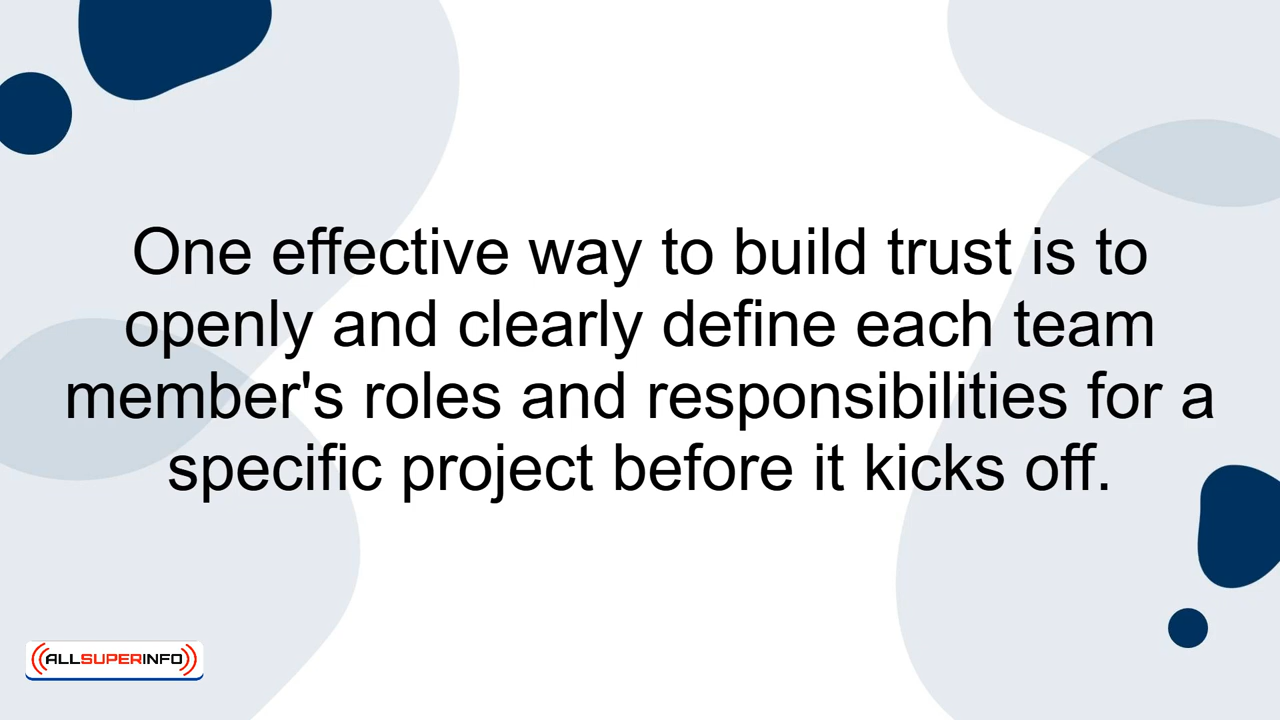 One effective way to build trust is to
openly and clearly define each team
member's roles and responsibilities for a
specific project before it kicks off.
ALLSUPERINFO